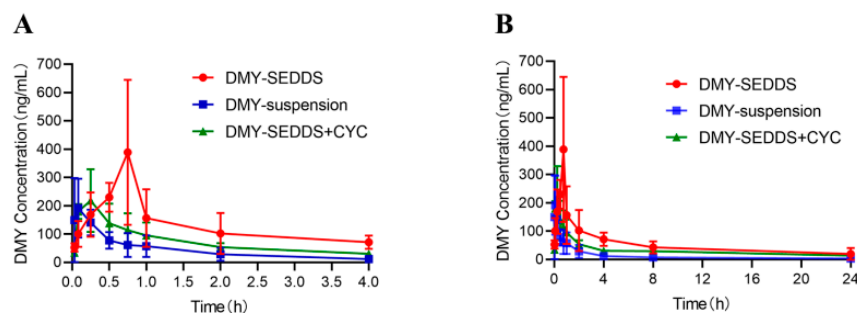 A
DMY Concentration (ng/mL)
700
600
500
400
300
200
100
0
0.0 0.5 1.0 1.5 2.0 2.5 3.0 3.5 4.0
Time (h)
DMY-SEDDS
DMY-suspension
DMY-SEDDS+CYC
B
DMY Concentration (ng/mL)
700
600
500
400
300
200
100
0
0 4 8 12 16 20 24
Time (h)
DMY-SEDDS
DMY-suspension
DMY-SEDDS+CYC